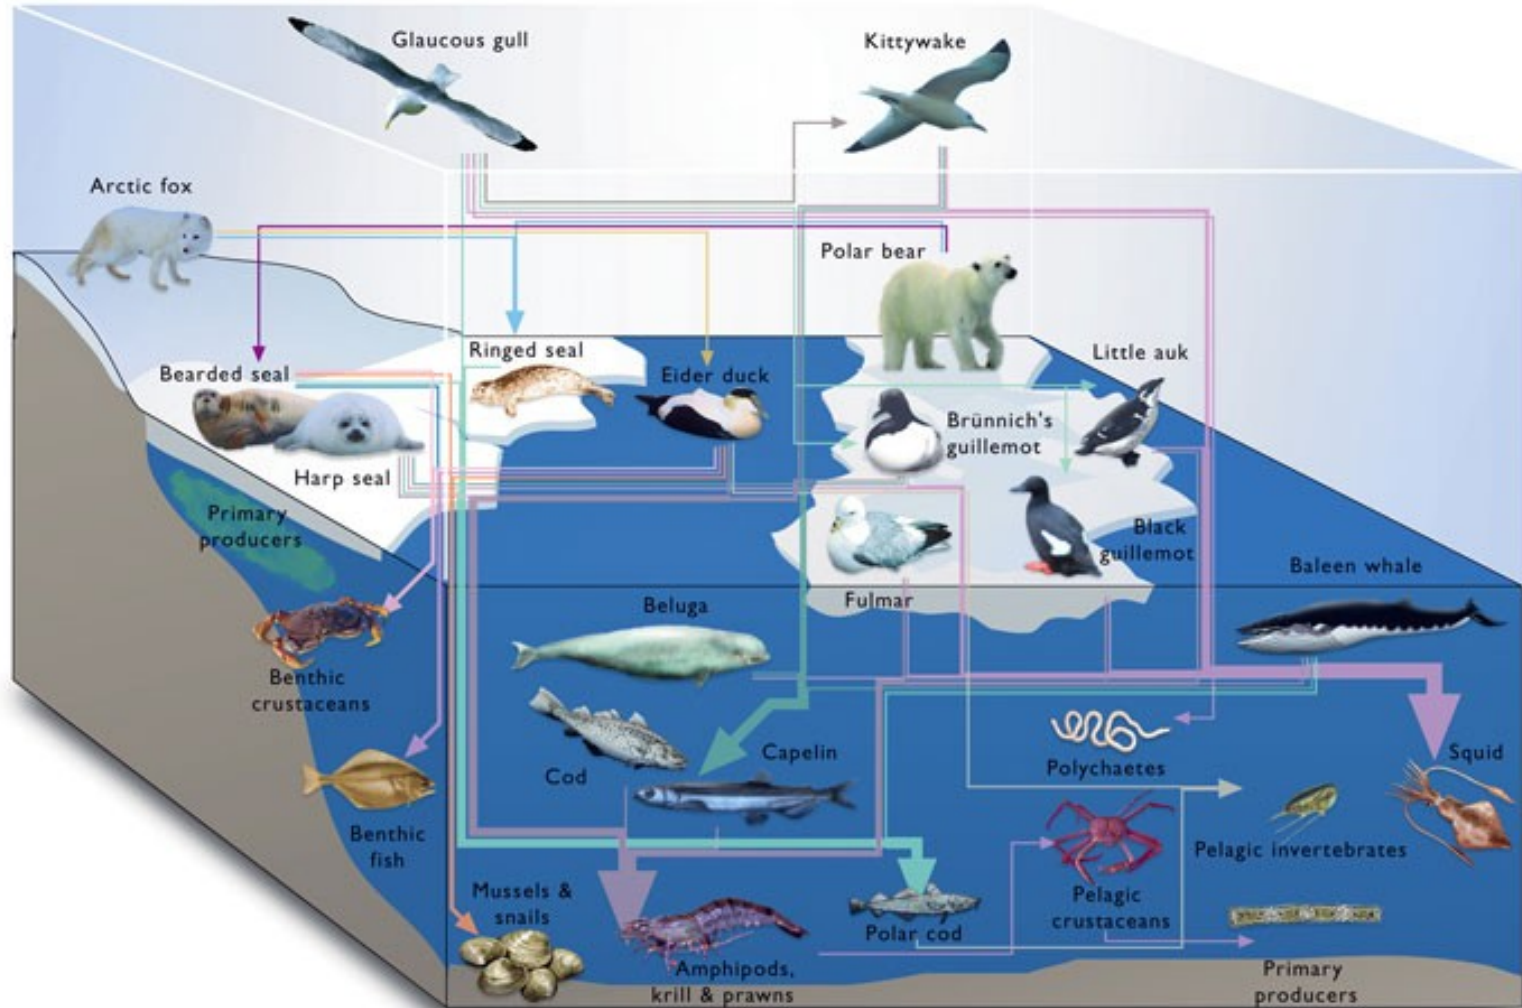 Glaucous gull
Kittywake
Arctic fox
Polar bear
Ringed seal
Little auk
Bearded seal
Eider duck
Brünnich's
guillemot
Harp seal
Primary
producers
Black
guillemot
Baleen whale
Beluga
Fulmar
Benthic
crustaceans
Cod
Capelin
Polychaetes
Squid
Benthic
fish
Pelagic invertebrates
Mussels &
snails
Pelagic
crustaceans
Polar cod
Amphipods,
krill & prawns
Primary
producers